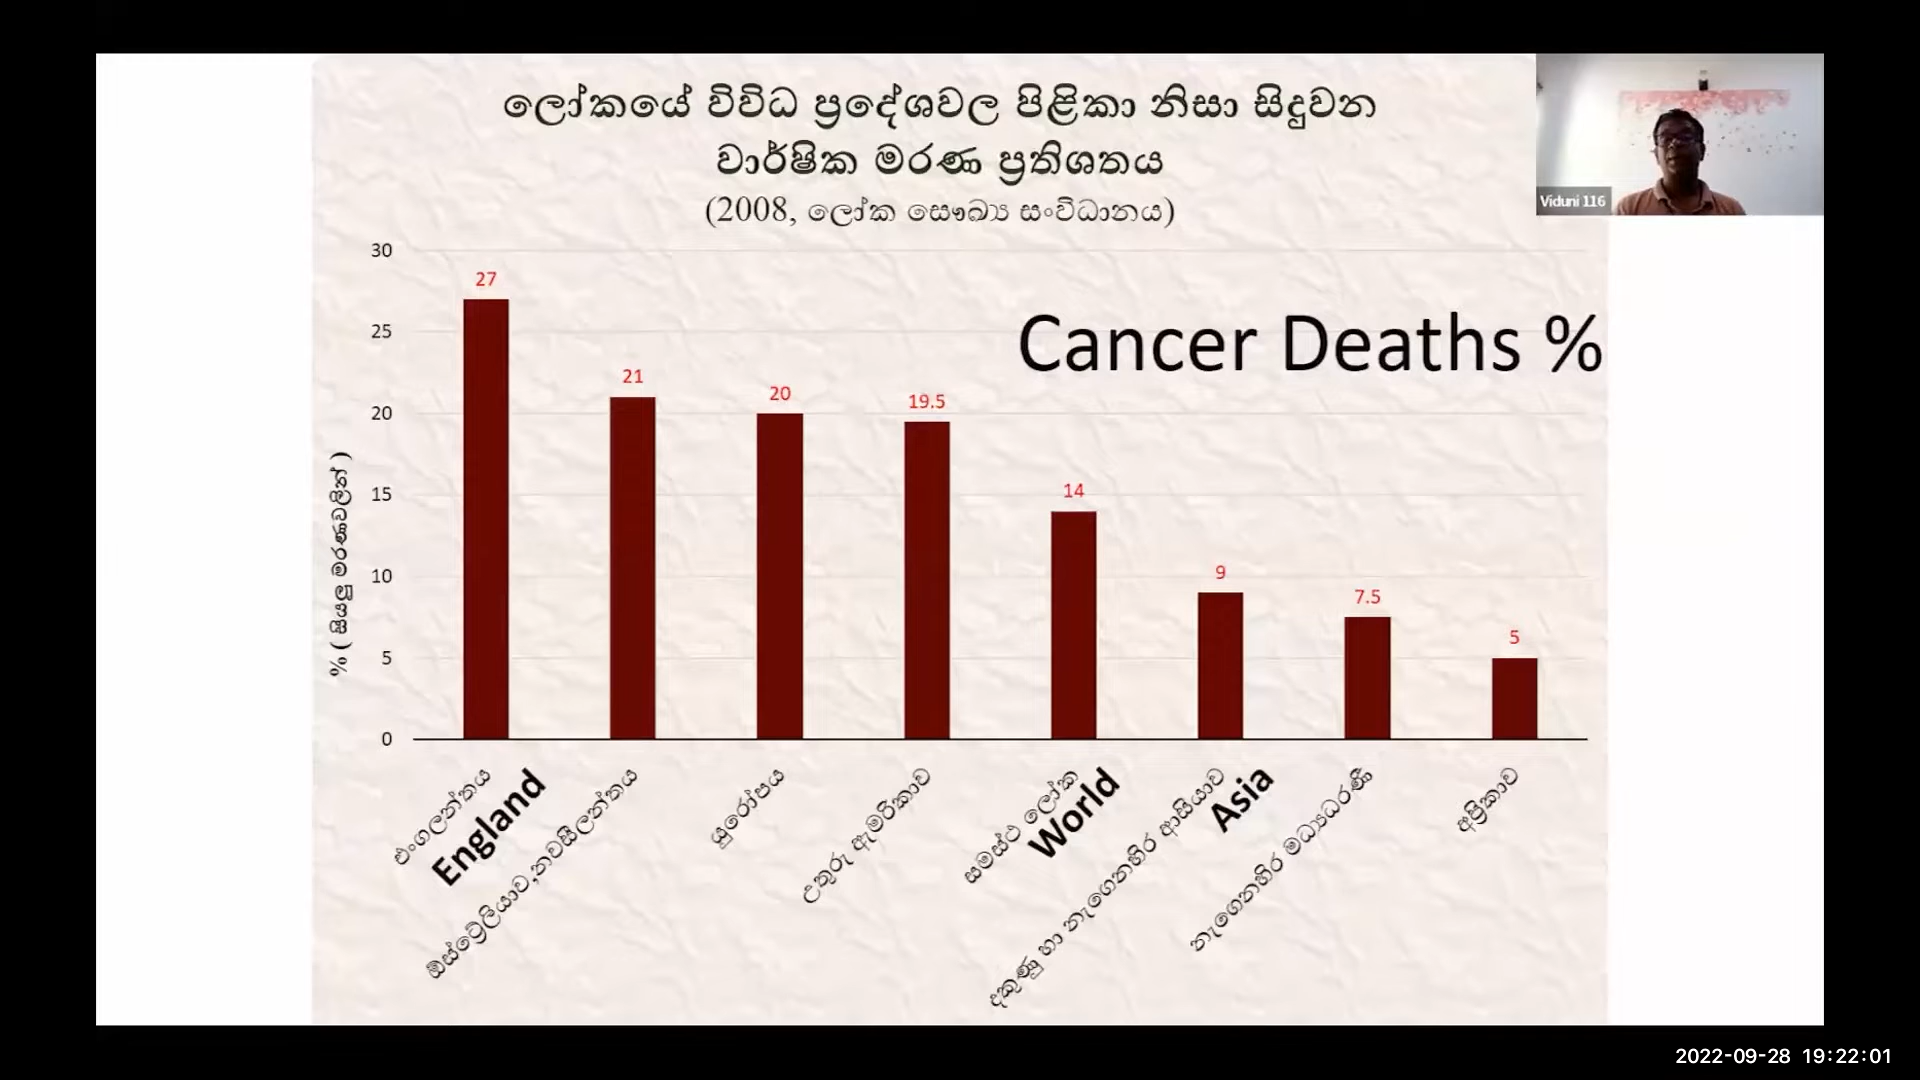 ලෝකයේ විවිධ ප්‍රදේශවල පිළිකා නිසා සිදුවන
වාර්ෂික මරණ ප්‍රතිශතය
(2008, ලෝක සෞඛ්‍ය සංවිධානය)
Viduni 116
Cancer Deaths %
% ( සියලු මරණවලින් )
30
25
20
15
10
5
0
27
21
20
19.5
14
9
7.5
5
එංගලන්තය
England
ඕස්ට්‍රේලියාව,නවසීලන්තය
යුරෝපය
උතුරු ඇමරිකාව
සමස්ථ ලෝක
World
දකුණු හා නැගෙනහිර ආසියාව
Asia
නැගෙනහිර මධ්‍යධරණී
අප්‍රිකාව
2022-09-28 19:22:01